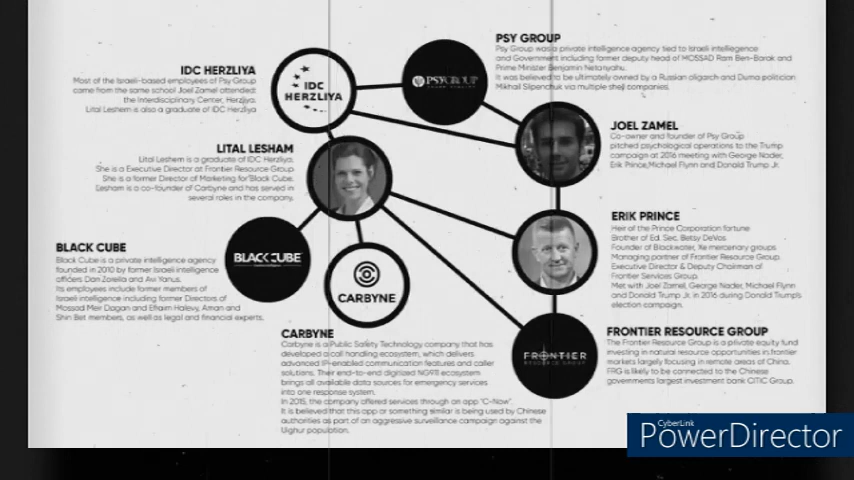 IDC HERZLIYA
Most of the Israeli-based employees of Psy Group
came from the same school Joel Zamel attended:
the Interdisciplinary Center, Herzliya.
Lital Leshem is also a graduate of IDC Herzliya
IDC
HERZLIYA
PSYGROUP
PSY GROUP
Psy Group was a private intelligence agency tied to Israeli intelliegence
and Government including former deputy head of MOSSAD Ram Ben-Barak and
Prime Minister Benjamin Netanyahu.
It was believed to be ultimately owned by a Russian oligarch and Duma politician
Mikhail Slipenchuk via multiple shell companies.
JOEL ZAMEL
Co-owner and founder of Psy Group
pitched psychological operations to the Trump
campaign at 2016 meeting with George Nader,
Erik Prince,Michael Flynn and Donald Trump Jr.
LITAL LESHAM
Lital Leshem is a graduate of IDC Herzliya.
She is a Executive Director at Frontier Resource Group
She is a former Director of Marketing for Black Cube.
Leshem is a co-founder of Carbyne and has served in
several roles in the company.
ERIK PRINCE
Heir of the Prince Corporation fortune
Brother of Ed. Sec. Betsy DeVos
Founder of Blackwater, Xe mercenary groups.
Managing partner of Frontier Resource Group.
Executive Director & Deputy Chairman of
Frontier Services Group.
Met with Joel Zamel, George Nader, Michael Flynn
and Donald Trump Jr. in 2016 during Donald Trump's
election campaign.
BLACK CUBE
Black Cube is a private intelligence agency
founded in 2010 by former Israeli intelligence
officers Dan Zorella and Avi Yanus.
Its employees include former members of
Israeli intelligence including former Directors of
Mossad Meir Dagan and Efraim Halevy, Aman and
Shin Bet members, as well as legal and financial experts.
BLACK CUBE
CARBYNE
CARBYNE
Carbyne is a Public Safety Technology company that has
developed a call handling ecosystem, which delivers
advanced IP-enabled communication features and caller
solutions. Their end-to-end digitized NG911 ecosystem
brings all available data sources for emergency services
into one response system.
In 2015, the company offered services through an app "C-Now".
It is believed that this app or something similar is being used by Chinese
authorities as part of an aggressive surveillance campaign against the
Uighur population.
FRONTIER
RESOURCE GROUP
FRONTIER RESOURCE GROUP
The Frontier Resource Group is a private equity fund
investing in natural resource opportunities in frontier
markets largely focusing in remote areas of China.
FRG is likely to be connected to the Chinese
governments largest investment bank CITIC Group.
CyberLink
PowerDirector